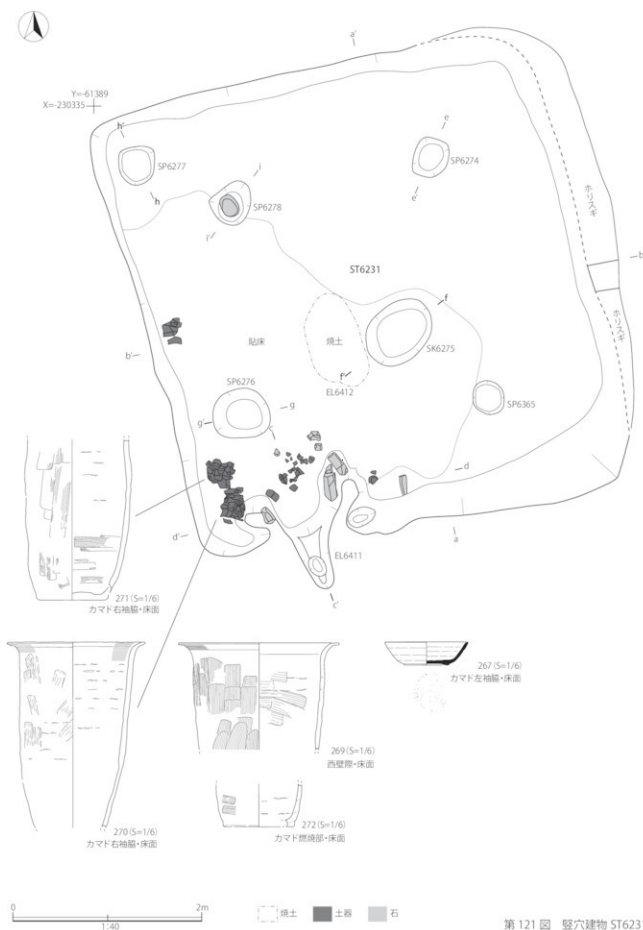 a'
Y=-61389
X=-230335
h'
e
SP6277
SP6274
h
i
e'
SP6278
i'
ホリスギ
b
ST6231
f
貼床
焼土
SK6275
b'
f'
ホリスギ
EL6412
SP6276
SP6365
g'
g
c
d
a
d'
EL6411
c'
271(S=1/6)
カマド右袖脇・床面
267(S=1/6)
カマド左袖脇・床面
269(S=1/6)
西壁際・床面
270(S=1/6)
カマド右袖脇・床面
272(S=1/6)
カマド燃焼部・床面
0
2m
1:40
焼土
土器
石
第 121 図 竪穴建物 ST623